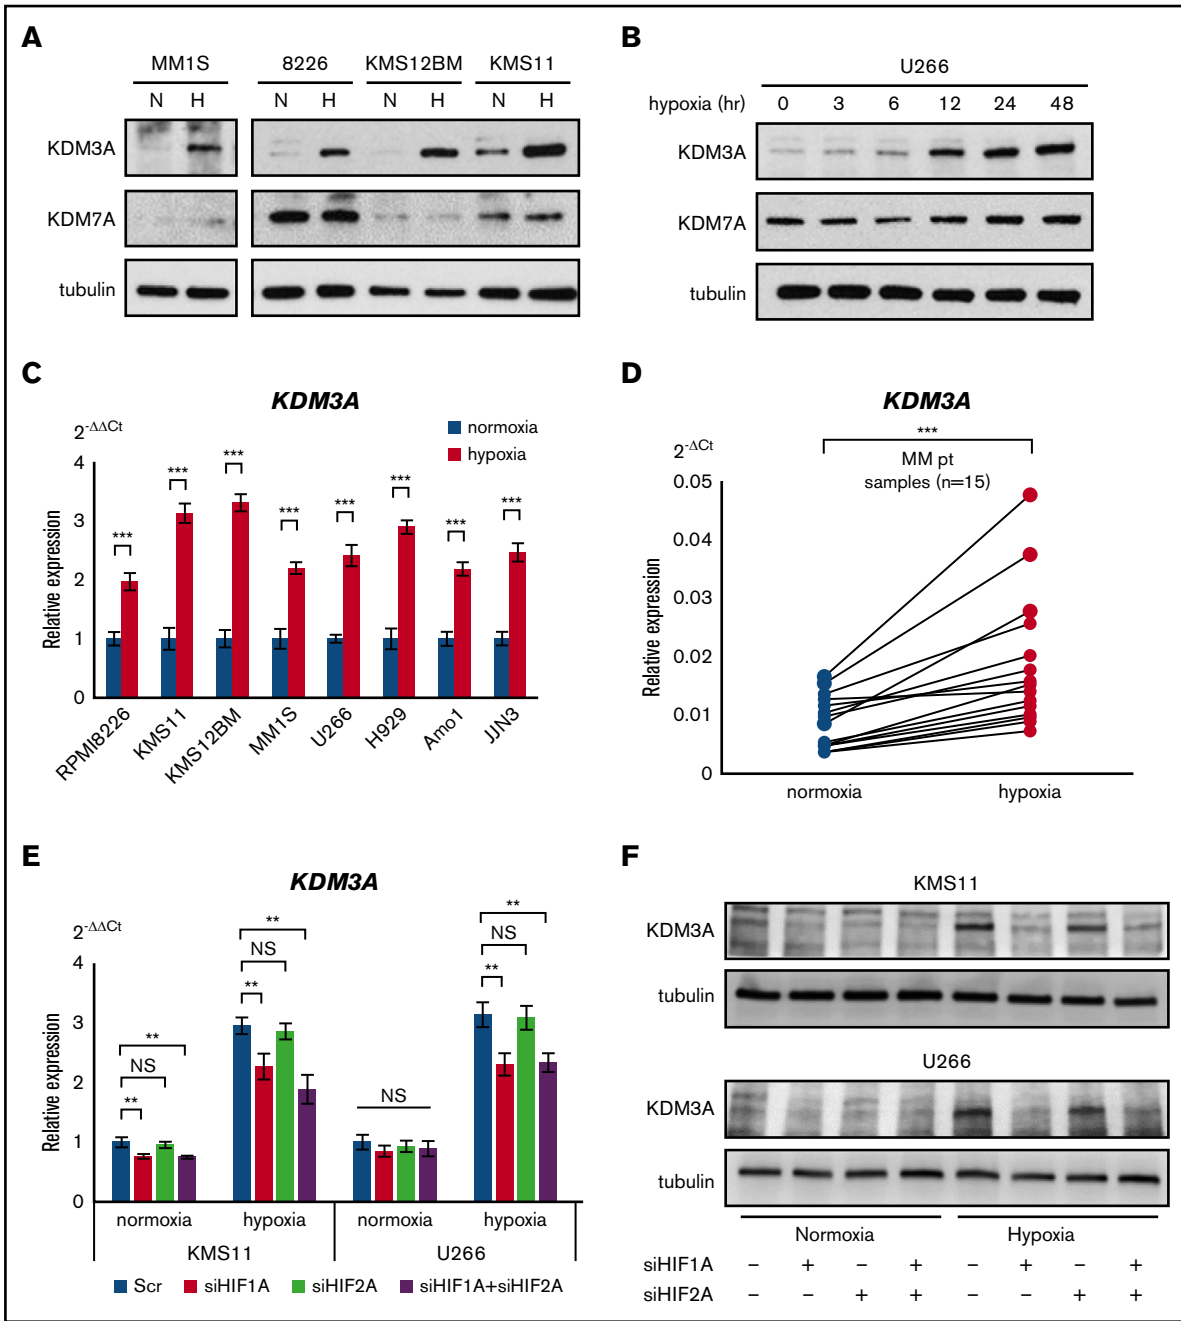 A
MM1S 8226 KMS12BM KMS11
N H N H N H N H
KDM3A
KDM7A
tubulin
B
U266
hypoxia (hr) 0 3 6 12 24 48
KDM3A
KDM7A
tubulin
C
KDM3A
2-ΔΔCt
normoxia
hypoxia
Relative expression
4
3
2
1
0
*** *** *** *** *** *** *** ***
RPMI8226 KMS11 KMS12BM MM1S U266 H929 Amo1 JJN3
D
KDM3A
2-ΔCt
***
MM pt
samples (n=15)
Relative expression
0.05
0.04
0.03
0.02
0.01
0
normoxia hypoxia
E
KDM3A
2-ΔΔCt
Relative expression
4
3
2
1
0
** NS **
** NS **
NS
** NS **
normoxia hypoxia normoxia hypoxia
KMS11 U266
Scr siHIF1A siHIF2A siHIF1A+siHIF2A
F
KMS11
KDM3A
tubulin
U266
KDM3A
tubulin
Normoxia Hypoxia
siHIF1A – + – + – + – +
siHIF2A – – + + – – + +